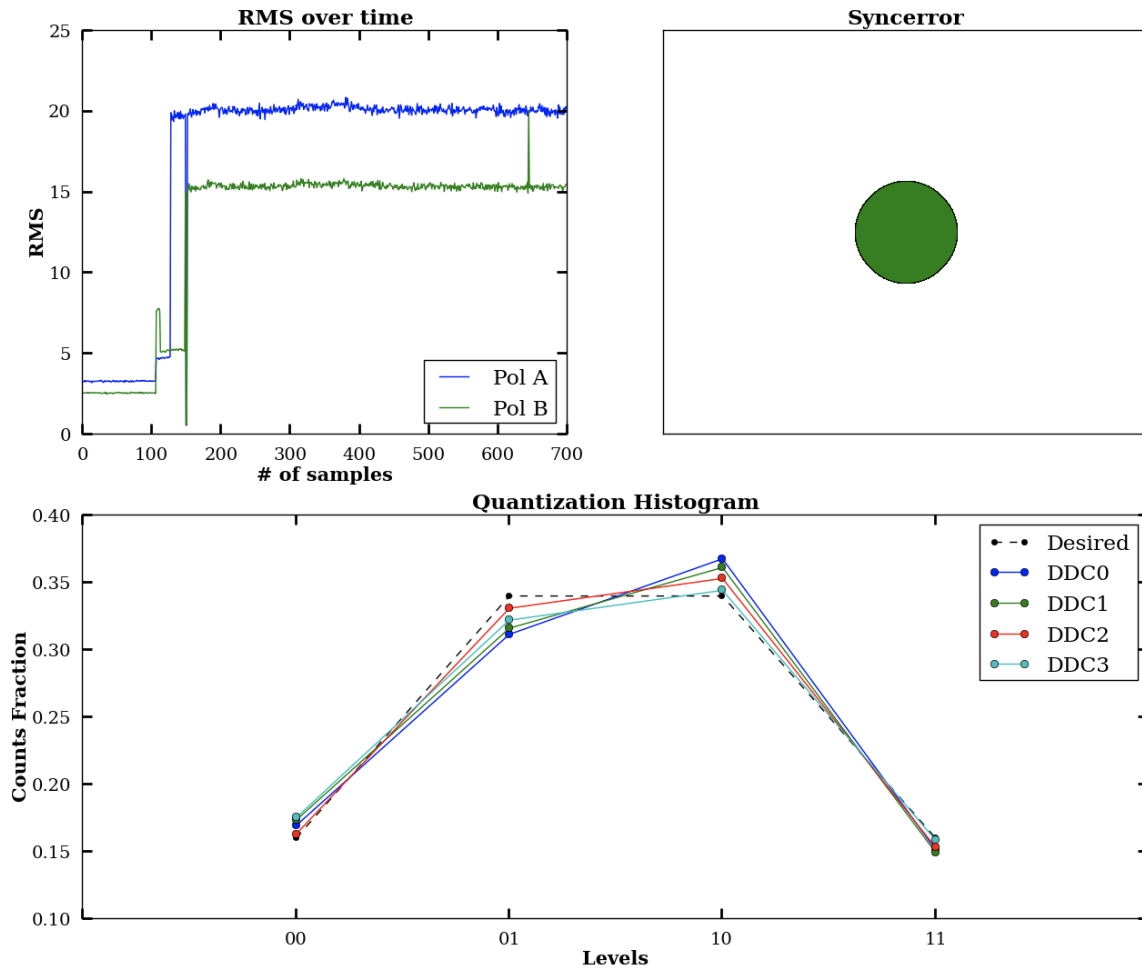 RMS over time
25
20
15
10
5
0
RMS
Pol A
Pol B
0 100 200 300 400 500 600 700
# of samples
Syncerror
Quantization Histogram
0.40
0.35
0.30
0.25
0.20
0.15
0.10
Counts Fraction
Desired
DDC0
DDC1
DDC2
DDC3
00 01 10 11
Levels